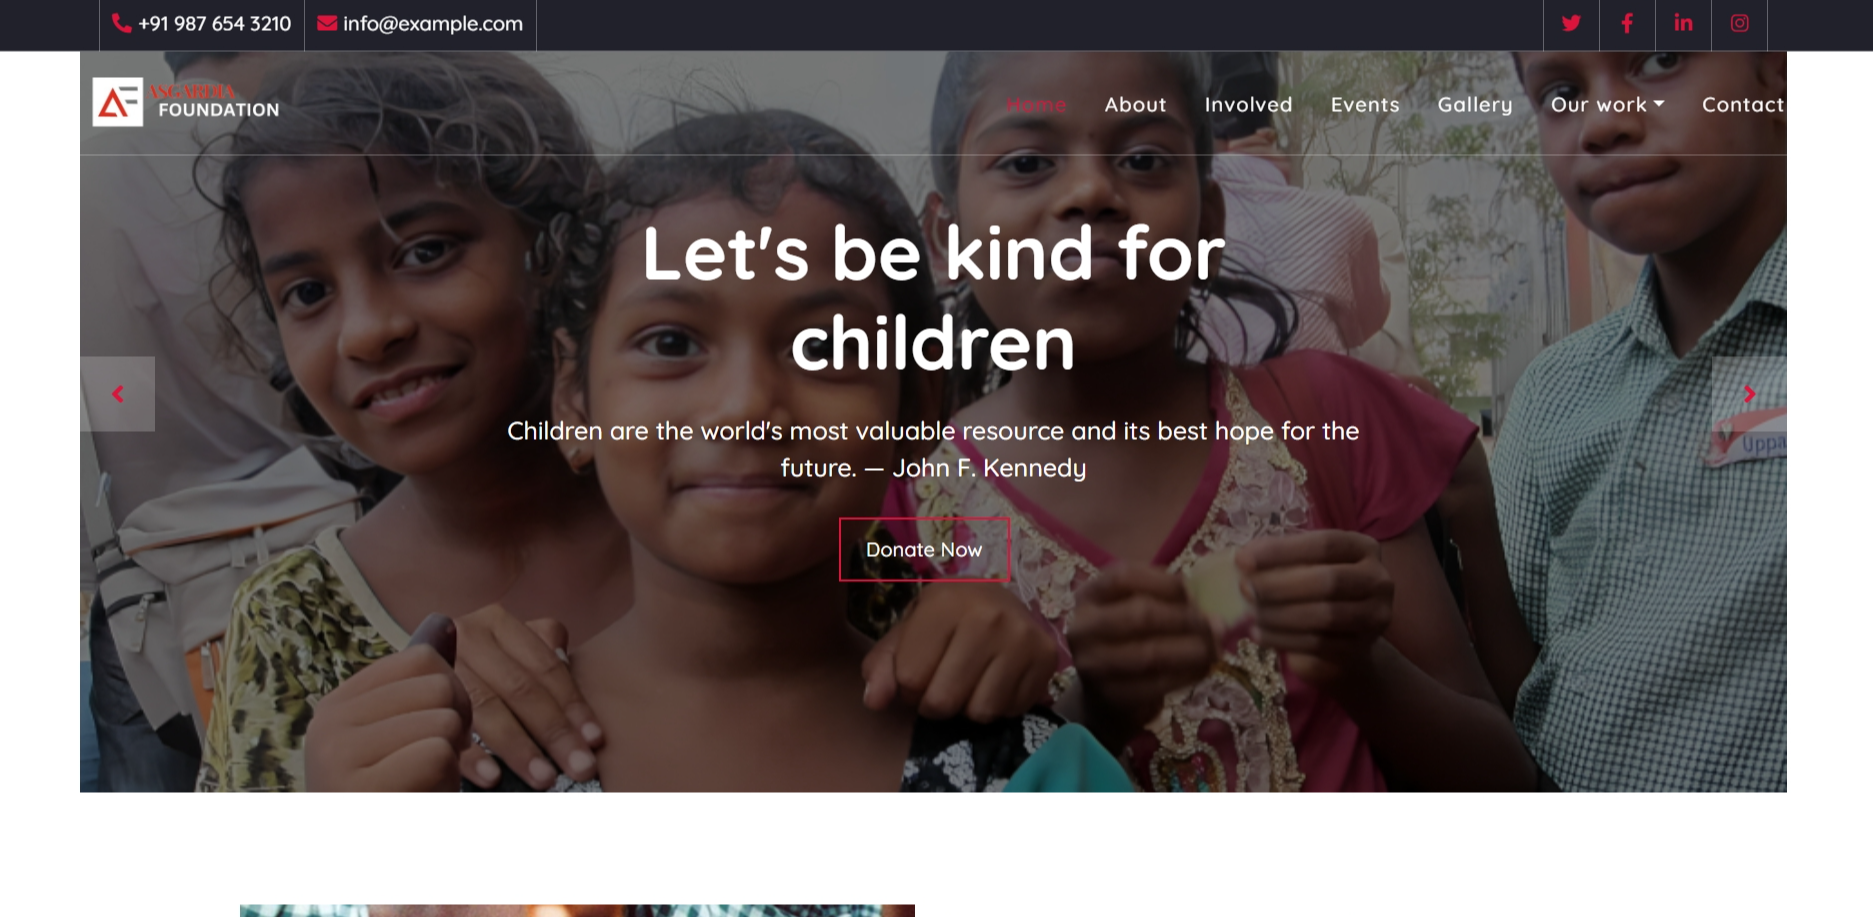 +91 987 654 3210
info@example.com
ASGARDIA
FOUNDATION
Home
About
Involved
Events
Gallery
Our work
Contact
Let's be kind for
children
Children are the world's most valuable resource and its best hope for the
future. — John F. Kennedy
Donate Now